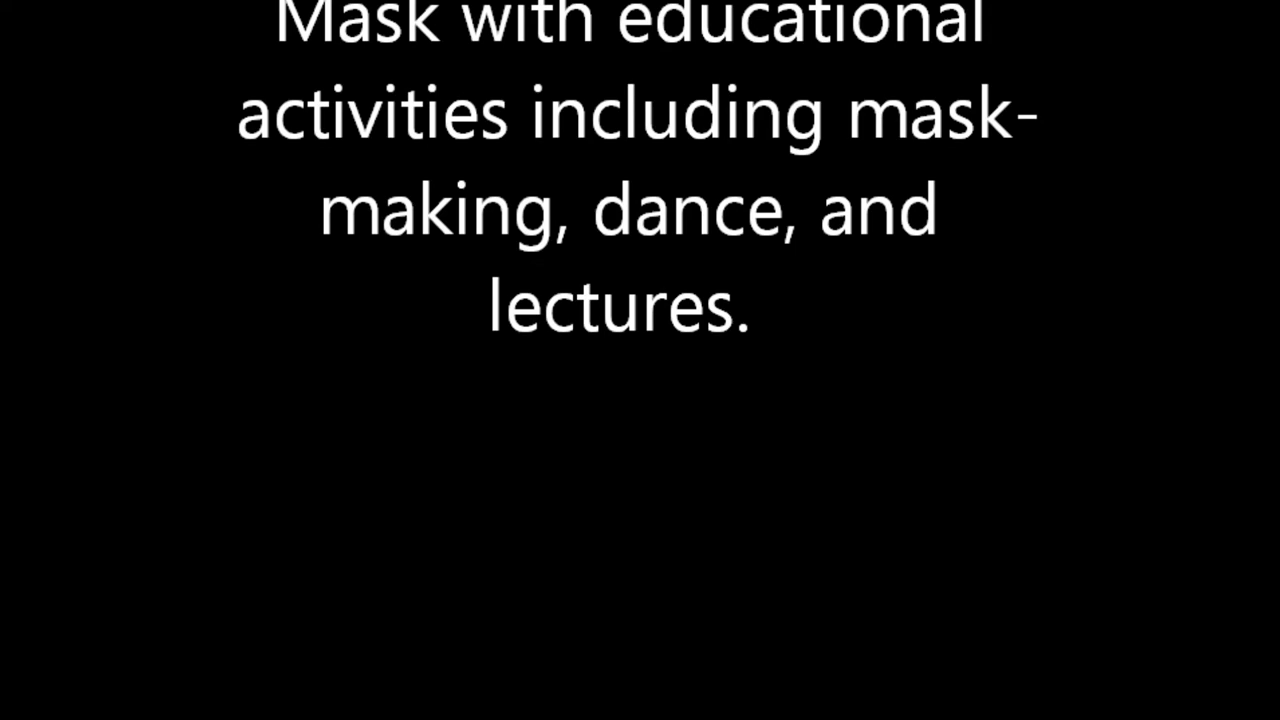 Mask with educational
activities including mask-
making, dance, and
lectures.